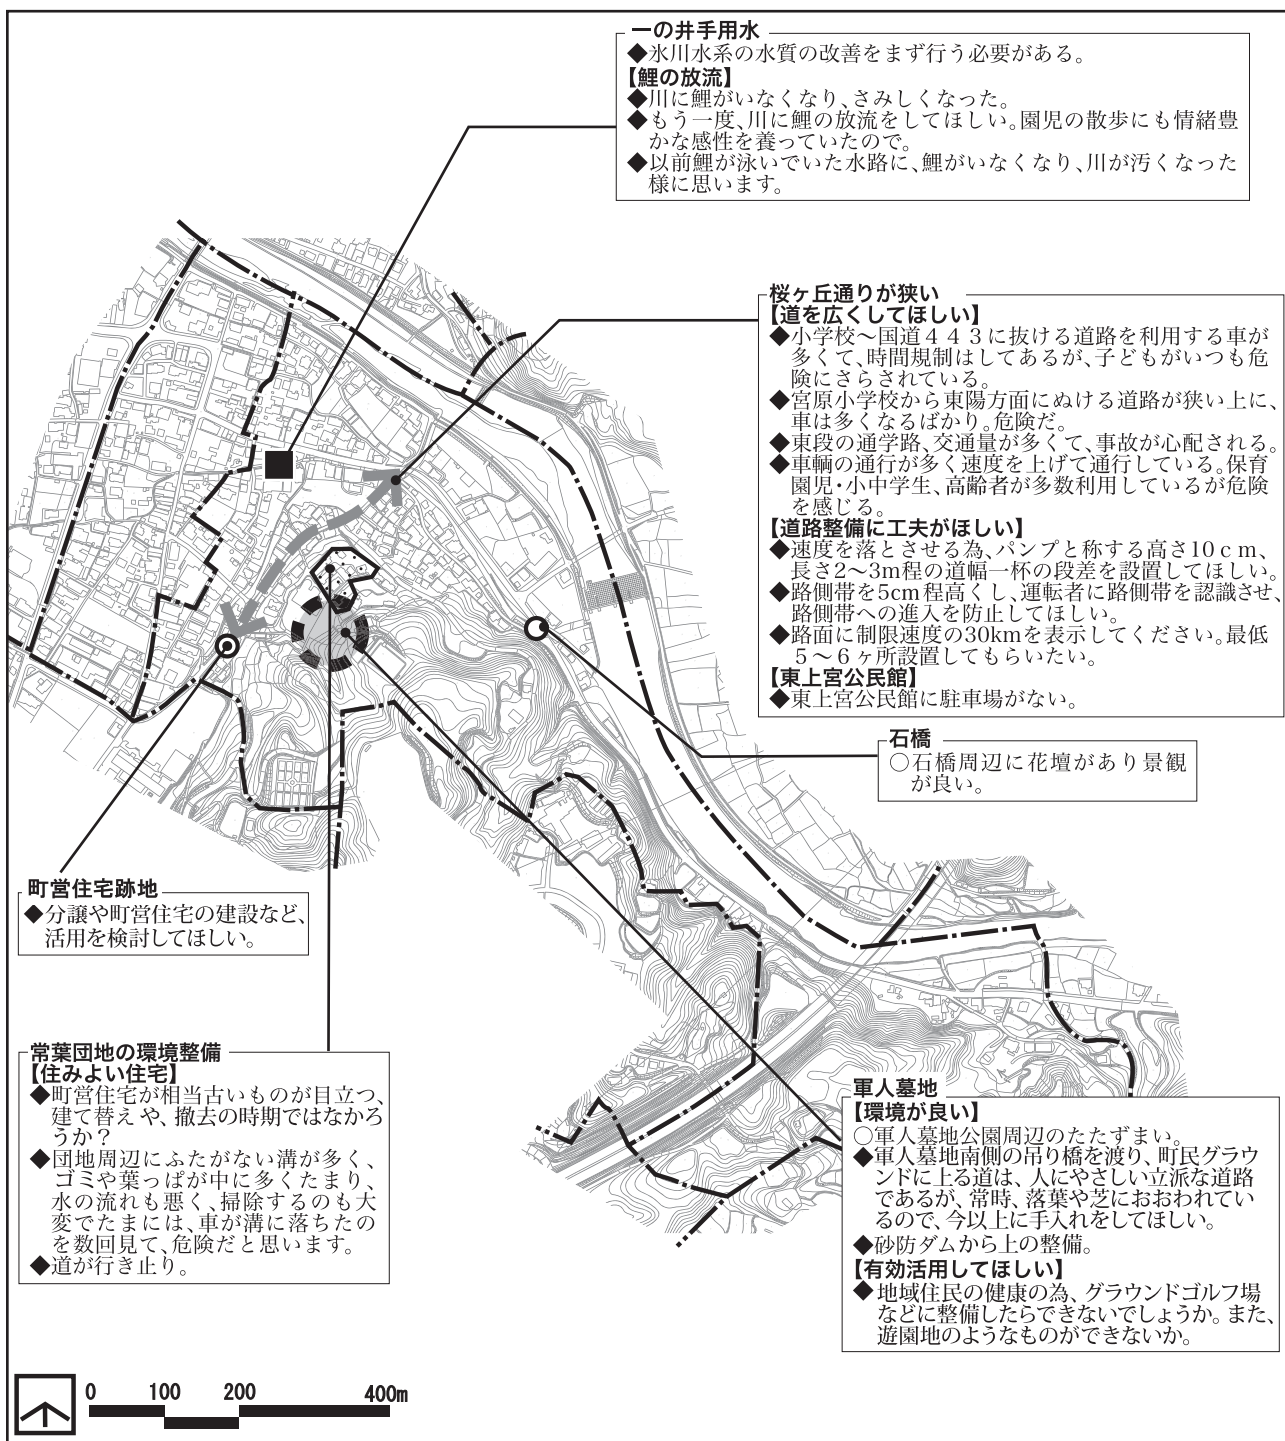 一の井手用水
◆氷川水系の水質の改善をまず行う必要がある。
【鯉の放流】
◆川に鯉がいなくなり、さみしくなった。
◆もう一度、川に鯉の放流をしてほしい。園児の散歩にも情緒豊
かな感性を養っていたので。
◆以前鯉が泳いでいた水路に、鯉がいなくなり、川が汚くなった
様に思います。
桜ヶ丘通りが狭い
【道を広くしてほしい】
◆小学校～国道４４３に抜ける道路を利用する車が
多くて、時間規制はしてあるが、子どもがいつも危
険にさらされている。
◆宮原小学校から東陽方面にぬける道路が狭い上に、
車は多くなるばかり。危険だ。
◆東段の通学路、交通量が多くて、事故が心配される。
◆車輌の通行が多く速度を上げて通行している。保育
園児・小中学生、高齢者が多数利用しているが危険
を感じる。
【道路整備に工夫がほしい】
◆速度を落とさせる為、バンプと称する高さ10ｃｍ、
長さ2～3m程の道幅一杯の段差を設置してほしい。
◆路側帯を5cm程高くし、運転者に路側帯を認識させ、
路側帯への進入を防止してほしい。
◆路面に制限速度の30kmを表示してください。最低
５～６ヶ所設置してもらいたい。
【東上宮公民館】
◆東上宮公民館に駐車場がない。
石橋
○石橋周辺に花壇があり景観
が良い。
町営住宅跡地
◆分譲や町営住宅の建設など、
活用を検討してほしい。
常葉団地の環境整備
【住みよい住宅】
◆町営住宅が相当古いものが目立つ、
建て替えや、撤去の時期ではなかろ
うか？
◆団地周辺にふたがない溝が多く、
ゴミや葉っぱが中に多くたまり、
水の流れも悪く、掃除するのも大
変でたまには、車が溝に落ちたの
を数回見て、危険だと思います。
◆道が行き止り。
軍人墓地
【環境が良い】
○軍人墓地公園周辺のたたずまい。
◆軍人墓地南側の吊り橋を渡り、町民グラウ
ンドに上る道は、人にやさしい立派な道路
であるが、常時、落葉や芝におおわれてい
るので、今以上に手入れをしてほしい。
◆砂防ダムから上の整備。
【有効活用してほしい】
◆地域住民の健康の為、グラウンドゴルフ場
などに整備したらできないでしょうか。また、
遊園地のようなものができないか。
0 100 200 400m